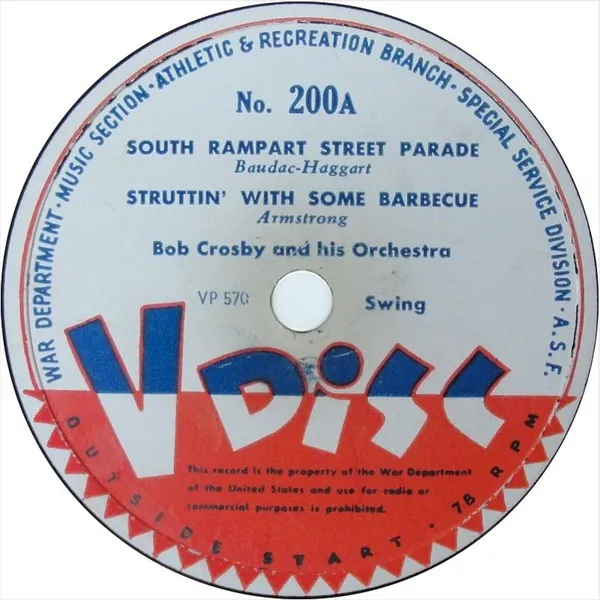 WAR DEPARTMENT · MUSIC SECTION · ATHLETIC & RECREATION BRANCH · SPECIAL SERVICE DIVISION · A.S.F.
No. 200A
SOUTH RAMPART STREET PARADE
Baudac-Haggart
STRUTTIN' WITH SOME BARBECUE
Armstrong
Bob Crosby and his Orchestra
VP 570
Swing
V DiSC
This record is the property of the War Department
of the United States and use for radio or
commercial purposes is prohibited.
OUTSIDE START · 78 RPM